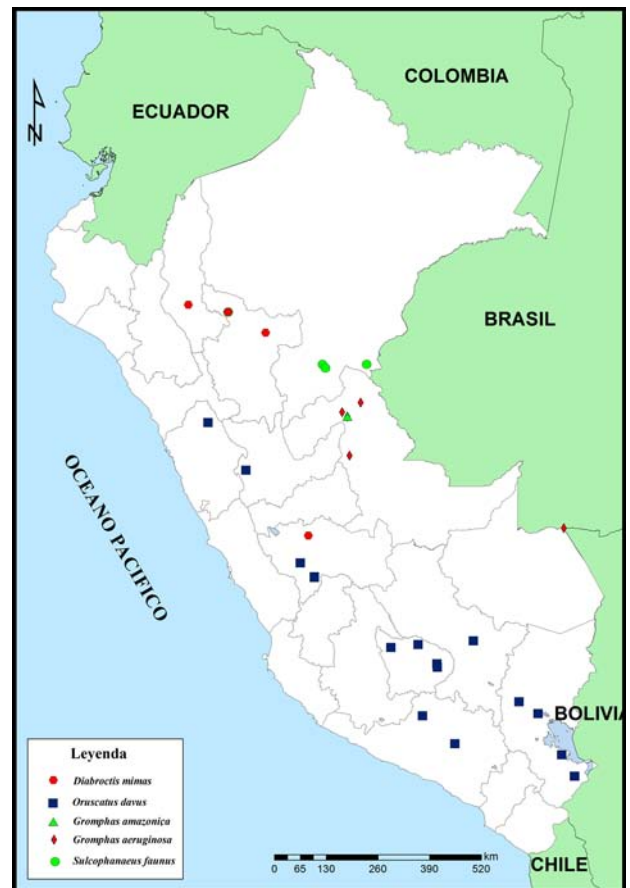 COLOMBIA
ECUADOR
N
BRASIL
OCEANO PACIFICO
BOLIVIA
Leyenda
Diabroctis mimas
Oruscatus davus
Gromphas amazonica
Gromphas aeruginosa
Sulcophanaeus faunus
km
0 65 130 260 390 520
CHILE